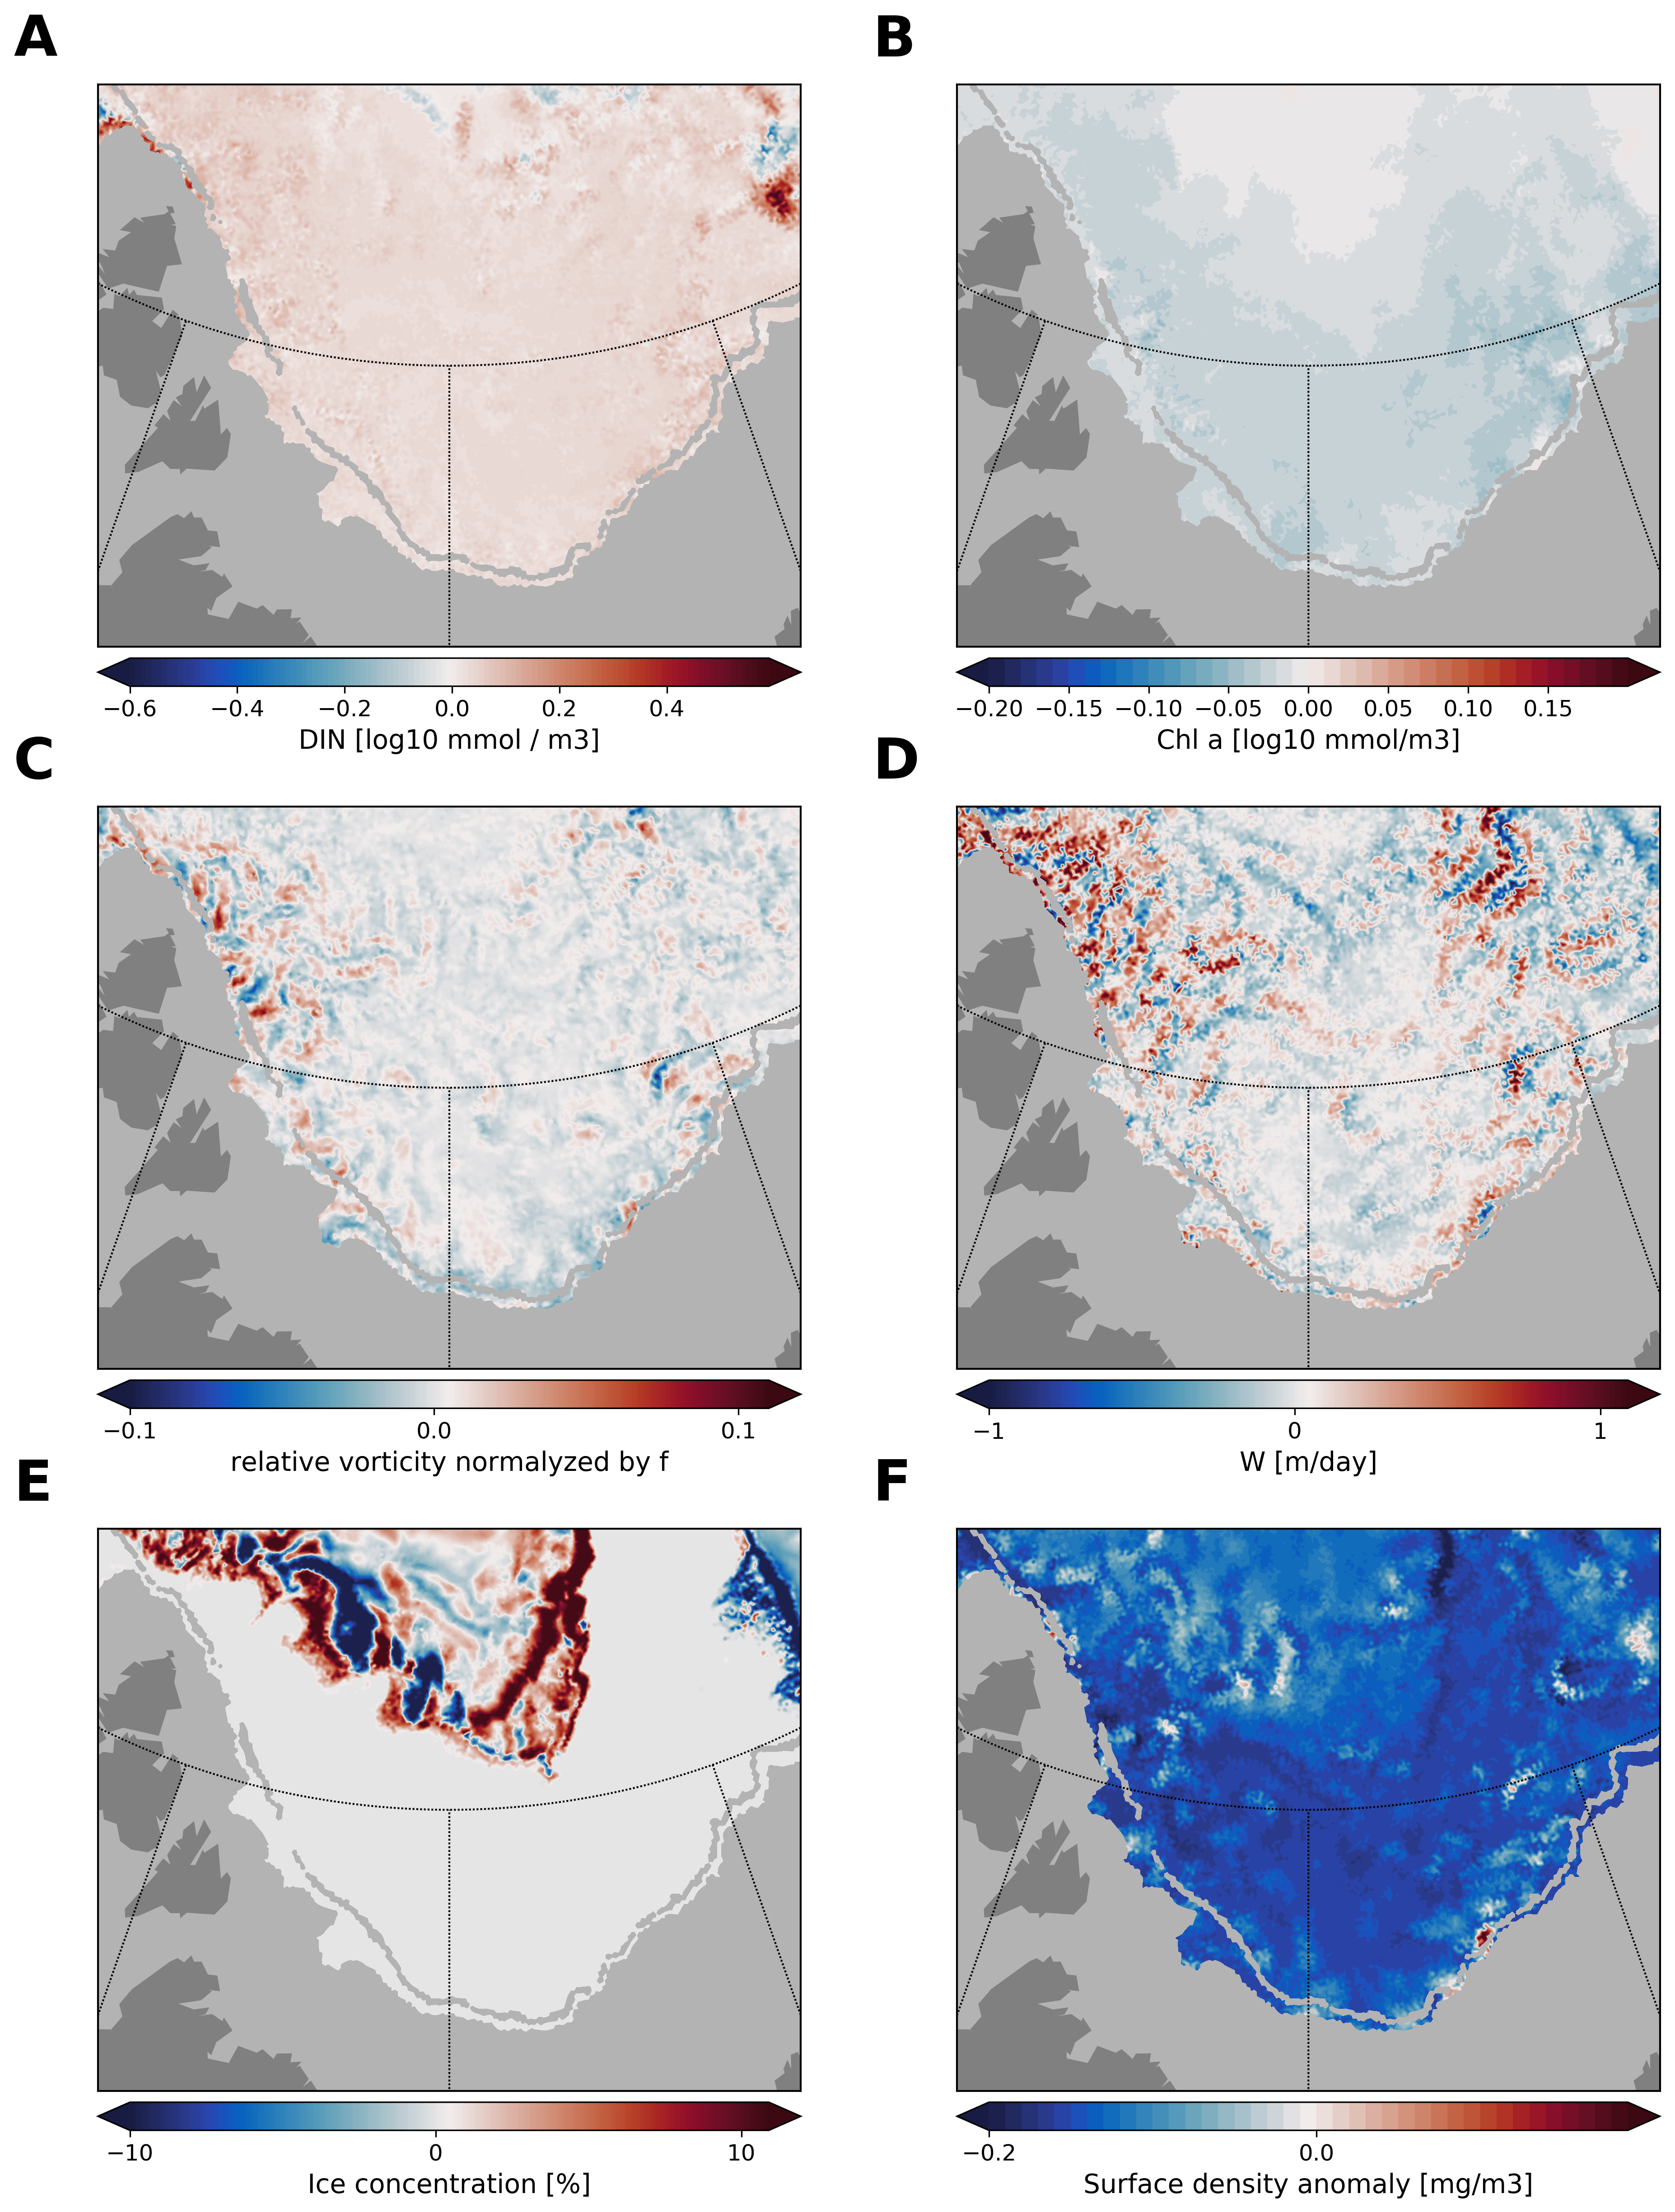 A
B
−0.6 −0.4 −0.2 0.0 0.2 0.4
DIN [log10 mmol / m3]
−0.20 −0.15 −0.10 −0.05 0.00 0.05 0.10 0.15
Chl a [log10 mmol/m3]
C
D
−0.1 0.0 0.1
relative vorticity normalyzed by f
−1 0 1
W [m/day]
E
F
−10 0 10
Ice concentration [%]
−0.2 0.0
Surface density anomaly [mg/m3]